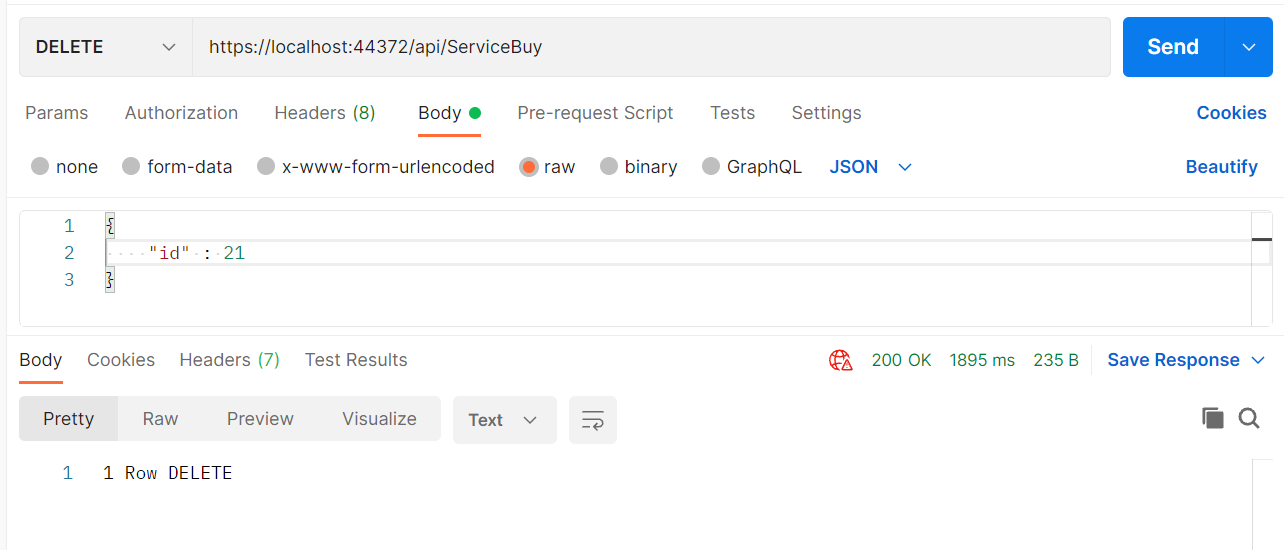 DELETE https://localhost:44372/api/ServiceBuy Send
Params Authorization Headers (8) Body Pre-request Script Tests Settings Cookies
none form-data x-www-form-urlencoded raw binary GraphQL JSON Beautify
1 {
2 "id" : 21
3 }
Body Cookies Headers (7) Test Results 200 OK 1895 ms 235 B Save Response
Pretty Raw Preview Visualize Text
1 1 Row DELETE